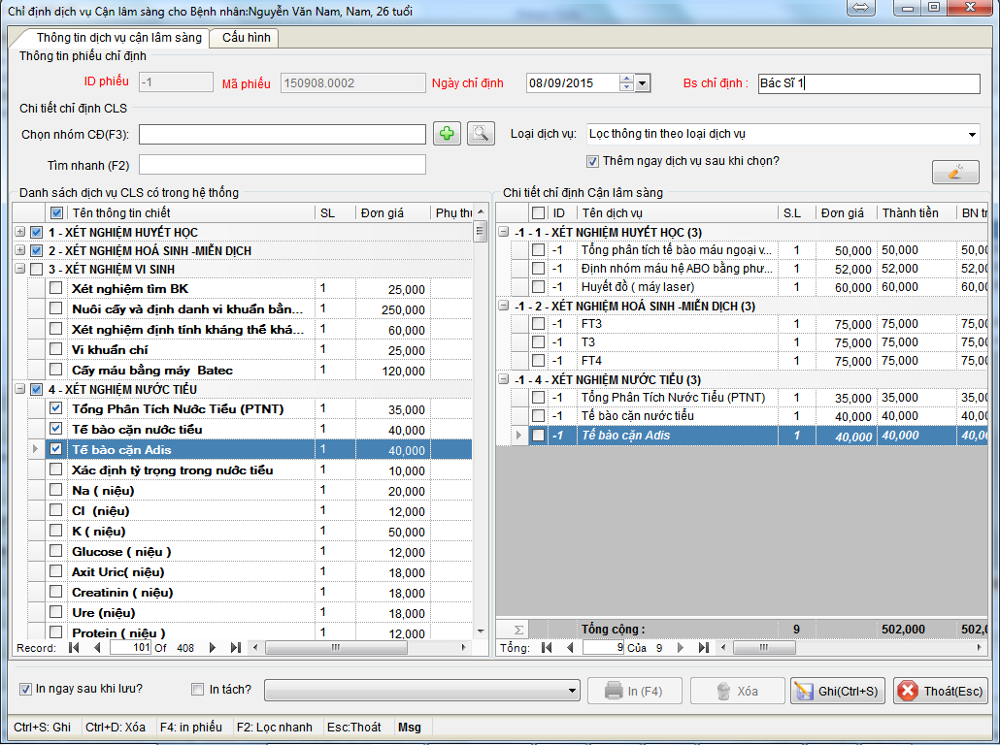 Chỉ định dịch vụ Cận lâm sàng cho Bệnh nhân:Nguyễn Văn Nam, Nam, 26 tuổi
Thông tin dịch vụ cận lâm sàng Cấu hình
Thông tin phiếu chỉ định
ID phiếu -1 Mã phiếu 150908.0002 Ngày chỉ định 08/09/2015 Bs chỉ định : Bác Sĩ 1
Chi tiết chỉ định CLS
Chọn nhóm CĐ(F3): Loại dịch vụ: Lọc thông tin theo loại dịch vụ
Tìm nhanh (F2) Thêm ngay dịch vụ sau khi chọn?
Danh sách dịch vụ CLS có trong hệ thống
Tên thông tin chiết SL Đơn giá Phụ thu
1 - XÉT NGHIỆM HUYẾT HỌC
2 - XÉT NGHIỆM HOÁ SINH -MIỄN DỊCH
3 - XÉT NGHIỆM VI SINH
Xét nghiệm tìm BK 1 25,000
Nuôi cấy và định danh vi khuẩn bằn... 1 250,000
Xét nghiệm định tính kháng thể khá... 1 60,000
Vi khuẩn chí 1 25,000
Cấy máu bằng máy  Batec 1 120,000
4 - XÉT NGHIỆM NƯỚC TIỂU
Tổng Phân Tích Nước Tiểu (PTNT) 1 35,000
Tế bào cặn nước tiểu 1 40,000
Tế bào cặn Adis 1 40,000
Xác định tỷ trọng trong nước tiểu 1 10,000
Na ( niệu) 1 20,000
Cl  (niệu) 1 12,000
K ( niệu) 1 50,000
Glucose ( niệu ) 1 12,000
Axit Uric( niệu) 1 18,000
Creatinin ( niệu) 1 18,000
Ure (niệu) 1 18,000
Protein ( niệu ) 1 12,000
Record: 101 Of 408
Chi tiết chỉ định Cận lâm sàng
ID Tên dịch vụ S.L Đơn giá Thành tiền BN tr
-1 - 1 - XÉT NGHIỆM HUYẾT HỌC (3)
-1 Tổng phân tích tế bào máu ngoại v... 1 50,000 50,000 50,0
-1 Định nhóm máu hệ ABO bằng phư... 1 52,000 52,000 52,0
-1 Huyết đồ ( máy laser) 1 60,000 60,000 60,0
-1 - 2 - XÉT NGHIỆM HOÁ SINH -MIỄN DỊCH (3)
-1 FT3 1 75,000 75,000 75,0
-1 T3 1 75,000 75,000 75,0
-1 FT4 1 75,000 75,000 75,0
-1 - 4 - XÉT NGHIỆM NƯỚC TIỂU (3)
-1 Tổng Phân Tích Nước Tiểu (PTNT) 1 35,000 35,000 35,0
-1 Tế bào cặn nước tiểu 1 40,000 40,000 40,0
-1 Tế bào cặn Adis 1 40,000 40,000 40,0
Σ Tổng cộng : 9 502,000 502,
Tổng: 9 Của 9
In ngay sau khi lưu? In tách? In (F4) Xóa Ghi(Ctrl+S) Thoát(Esc)
Ctrl+S: Ghi Ctrl+D: Xóa F4: in phiếu F2: Lọc nhanh Esc:Thoát Msg